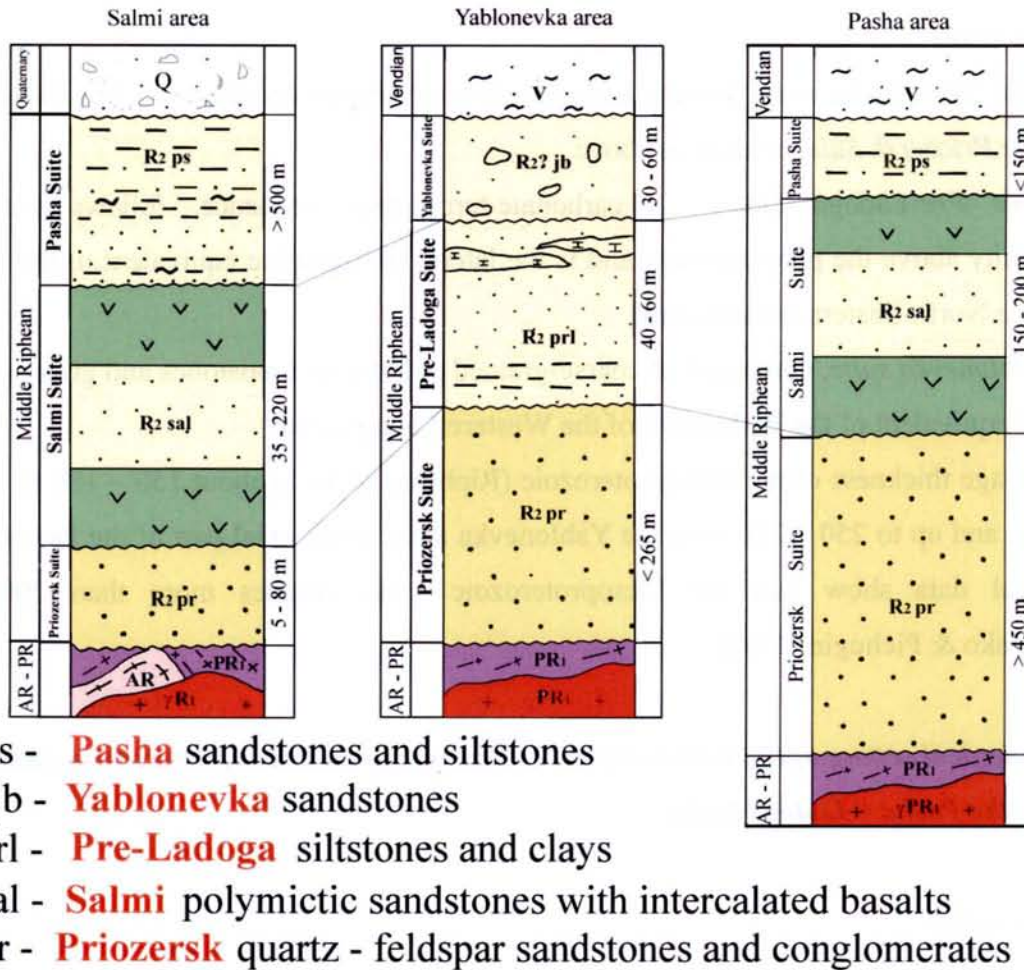 Salmi area
Quaternary
Q
Middle Riphean
Pasha Suite
R2 ps
> 500 m
Salmi Suite
R2 sal
35 - 220 m
Priozersk Suite
R2 pr
5 - 80 m
AR - PR
PR1
AR
γR1
Yablonevka area
Vendian
V
Middle Riphean
Yablonevka Suite
R2? jb
30 - 60 m
Pre-Ladoga Suite
R2 prl
40 - 60 m
Priozersk Suite
R2 pr
< 265 m
AR - PR
PR1
PR1
Pasha area
Vendian
V
Middle Riphean
Pasha Suite
R2 ps
<150 m
Salmi Suite
R2 sal
150 - 200 m
Priozersk Suite
R2 pr
> 450 m
AR - PR
PR1
γPR1
s - Pasha sandstones and siltstones
b - Yablonevka sandstones
rl - Pre-Ladoga siltstones and clays
al - Salmi polymictic sandstones with intercalated basalts
r - Priozersk quartz - feldspar sandstones and conglomerates